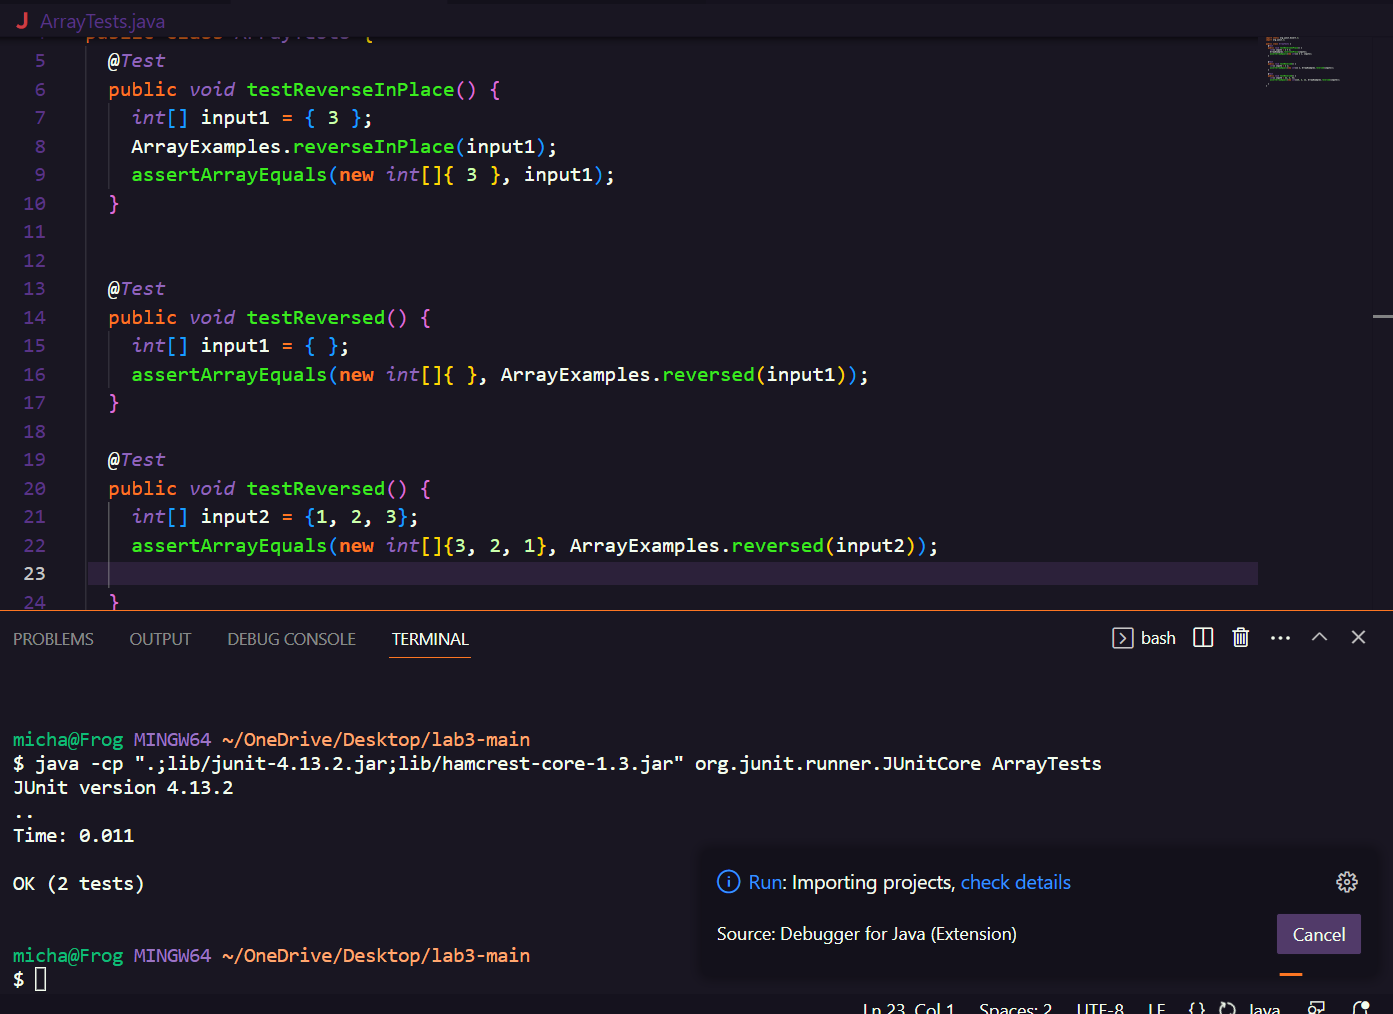 J ArrayTests.java
5 @Test
6 public void testReverseInPlace() {
7 int[] input1 = { 3 };
8 ArrayExamples.reverseInPlace(input1);
9 assertArrayEquals(new int[]{ 3 }, input1);
10 }
11
12
13 @Test
14 public void testReversed() {
15 int[] input1 = { };
16 assertArrayEquals(new int[]{ }, ArrayExamples.reversed(input1));
17 }
18
19 @Test
20 public void testReversed() {
21 int[] input2 = {1, 2, 3};
22 assertArrayEquals(new int[]{3, 2, 1}, ArrayExamples.reversed(input2));
23
24 }
PROBLEMS OUTPUT DEBUG CONSOLE TERMINAL bash
micha@Frog MINGW64 ~/OneDrive/Desktop/lab3-main
$ java -cp ".;lib/junit-4.13.2.jar;lib/hamcrest-core-1.3.jar" org.junit.runner.JUnitCore ArrayTests
JUnit version 4.13.2
..
Time: 0.011
OK (2 tests)
Run: Importing projects, check details
Source: Debugger for Java (Extension)
Cancel
micha@Frog MINGW64 ~/OneDrive/Desktop/lab3-main
$
Ln 23, Col 1 Spaces: 2 UTF-8 LF {} Java